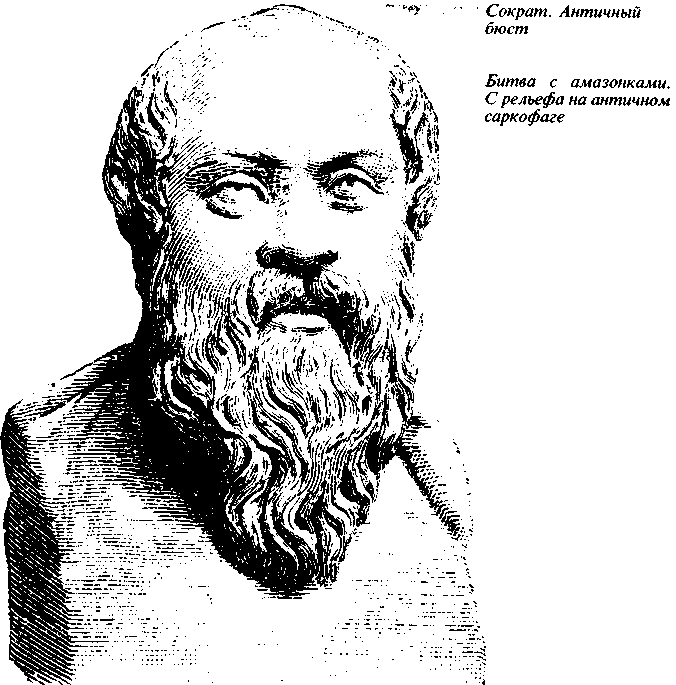 Сократ. Античный
бюст
Битва с амазонками.
С рельефа на античном
саркофаге